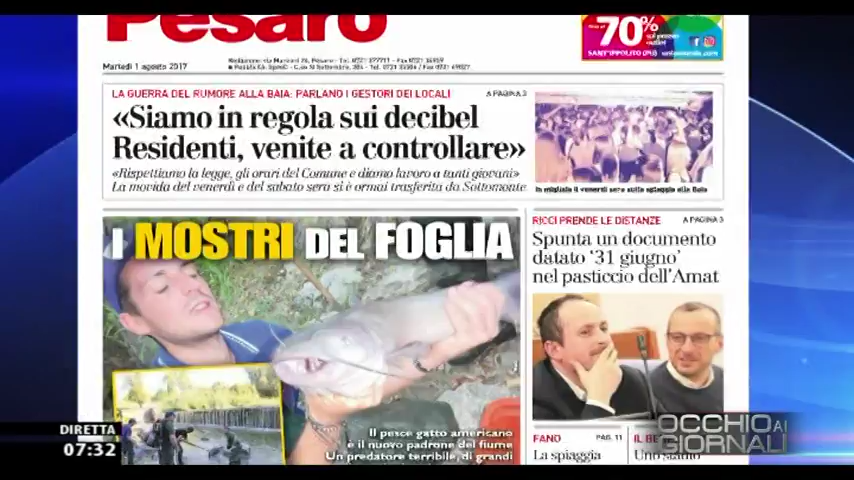 Pesaro
Martedì 1 agosto 2017
70%
SANT'IPPOLITO (PU)
LA GUERRA DEL RUMORE ALLA BAIA: PARLANO I GESTORI DEI LOCALI
A PAGINA 3
«Siamo in regola sui decibel
Residenti, venite a controllare»
«Rispettiamo la legge, gli orari del Comune e diamo lavoro a tanti giovani»
La movida del venerdì e del sabato sera si è ormai trasferita da Sottomonte
In migliaia il venerdì sera sulla spiaggia alla Baia
I MOSTRI DEL FOGLIA
RICCI PRENDE LE DISTANZE
A PAGINA 3
Spunta un documento
datato '31 giugno'
nel pasticcio dell'Amat
Il pesce gatto americano
è il nuovo padrone del fiume
Un predatore terribile, di grandi
FANO
PAG. 11
La spiaggia
IL BE
Uno
DIRETTA
07:32
OCCHIO AI
GIORNALI